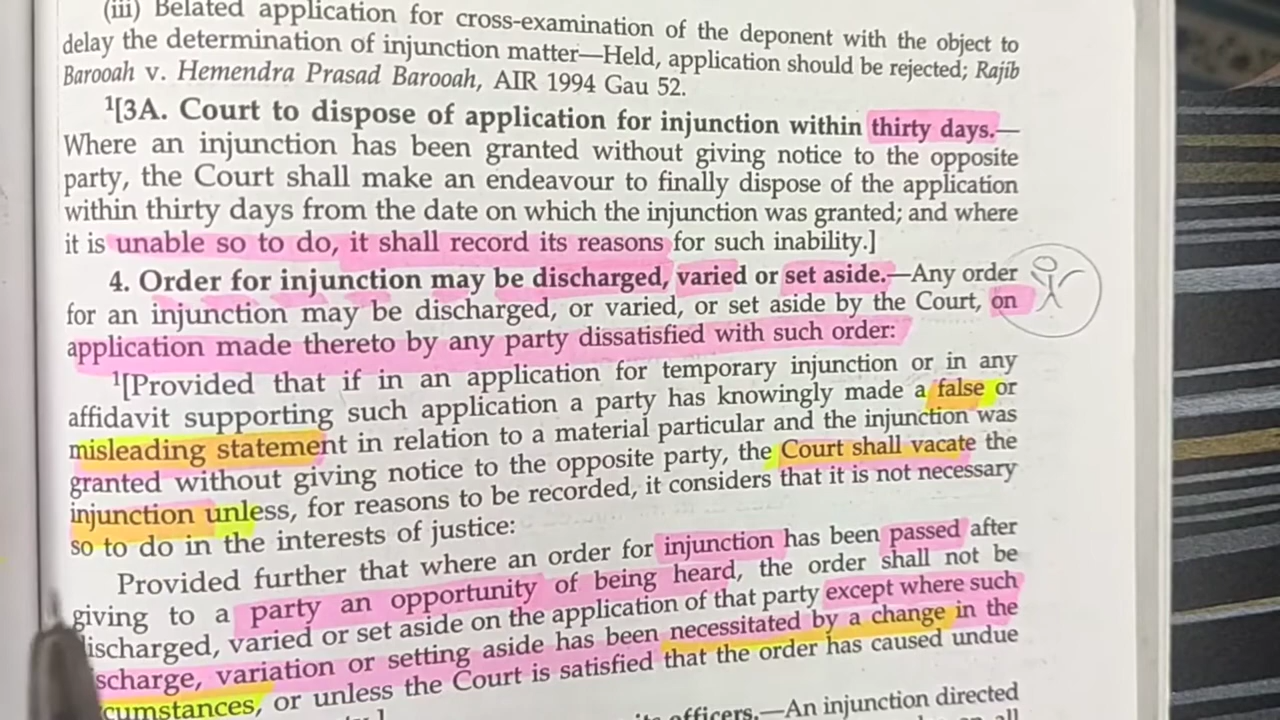 (iii) Belated application for cross-examination of the deponent with the object to
delay the determination of injunction matter—Held, application should be rejected; Rajib
Barooah v. Hemendra Prasad Barooah, AIR 1994 Gau 52.
¹[3A. Court to dispose of application for injunction within thirty days.—
Where an injunction has been granted without giving notice to the opposite
party, the Court shall make an endeavour to finally dispose of the application
within thirty days from the date on which the injunction was granted; and where
it is unable so to do, it shall record its reasons for such inability.]
4. Order for injunction may be discharged, varied or set aside.—Any order
for an injunction may be discharged, or varied, or set aside by the Court, on
application made thereto by any party dissatisfied with such order:
¹[Provided that if in an application for temporary injunction or in any
affidavit supporting such application a party has knowingly made a false or
misleading statement in relation to a material particular and the injunction was
granted without giving notice to the opposite party, the Court shall vacate the
injunction unless, for reasons to be recorded, it considers that it is not necessary
so to do in the interests of justice:
Provided further that where an order for injunction has been passed after
giving to a party an opportunity of being heard, the order shall not be
ischarged, varied or set aside on the application of that party except where such
scharge, variation or setting aside has been necessitated by a change in the
cumstances, or unless the Court is satisfied that the order has caused undue
officers.—An injunction directed